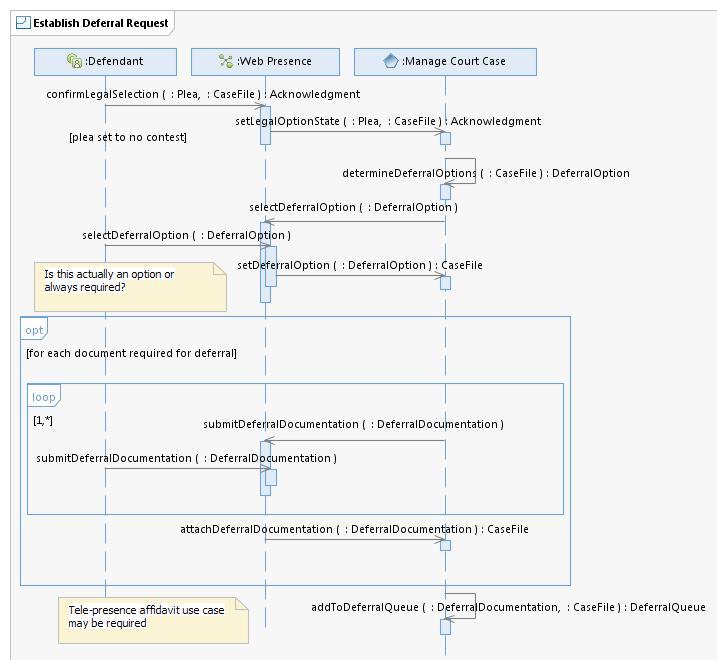 Establish Deferral Request
:Defendant
:Web Presence
:Manage Court Case
confirmLegalSelection ( : Plea, : CaseFile ) : Acknowledgment
setLegalOptionState ( : Plea, : CaseFile ) : Acknowledgment
[plea set to no contest]
determineDeferralOptions ( : CaseFile ) : DeferralOption
selectDeferralOption ( : DeferralOption )
selectDeferralOption ( : DeferralOption )
setDeferralOption ( : DeferralOption ) : CaseFile
Is this actually an option or
always required?
opt
[for each document required for deferral]
loop
[1,*]
submitDeferralDocumentation ( : DeferralDocumentation )
submitDeferralDocumentation ( : DeferralDocumentation )
attachDeferralDocumentation ( : DeferralDocumentation ) : CaseFile
addToDeferralQueue ( : DeferralDocumentation, : CaseFile ) : DeferralQueue
Tele-presence affidavit use case
may be required